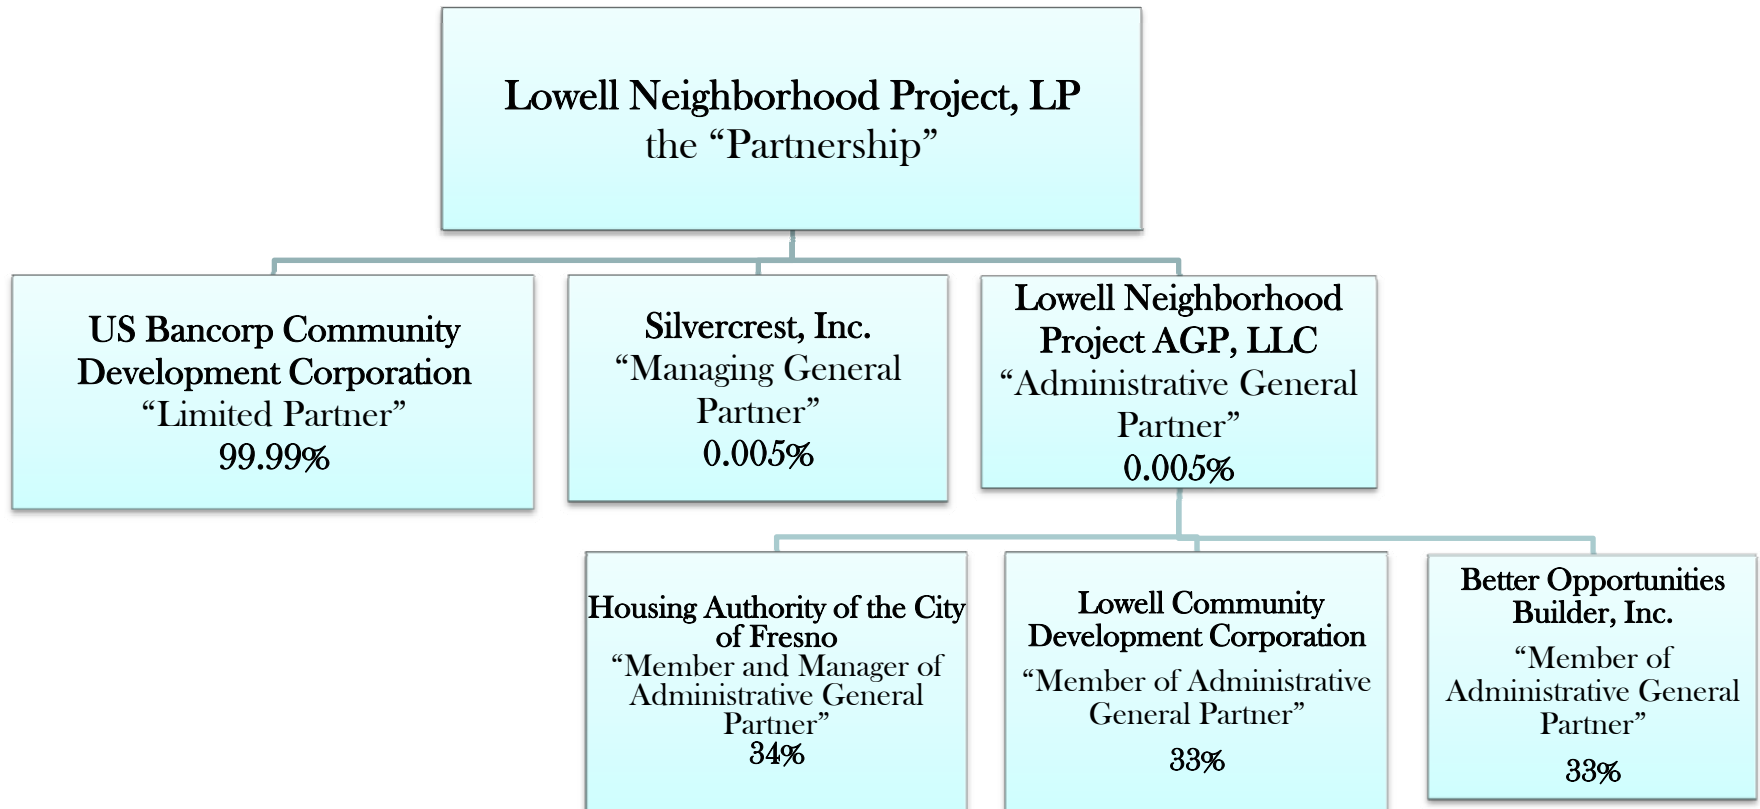 Lowell Neighborhood Project, LP
the “Partnership”
US Bancorp Community
Development Corporation
“Limited Partner”
99.99%
Silvercrest, Inc.
“Managing General
Partner”
0.005%
Lowell Neighborhood
Project AGP, LLC
“Administrative General
Partner”
0.005%
Housing Authority of the City
of Fresno
“Member and Manager of
Administrative General
Partner”
34%
Lowell Community
Development Corporation
“Member of Administrative
General Partner”
33%
Better Opportunities
Builder, Inc.
“Member of
Administrative General
Partner”
33%